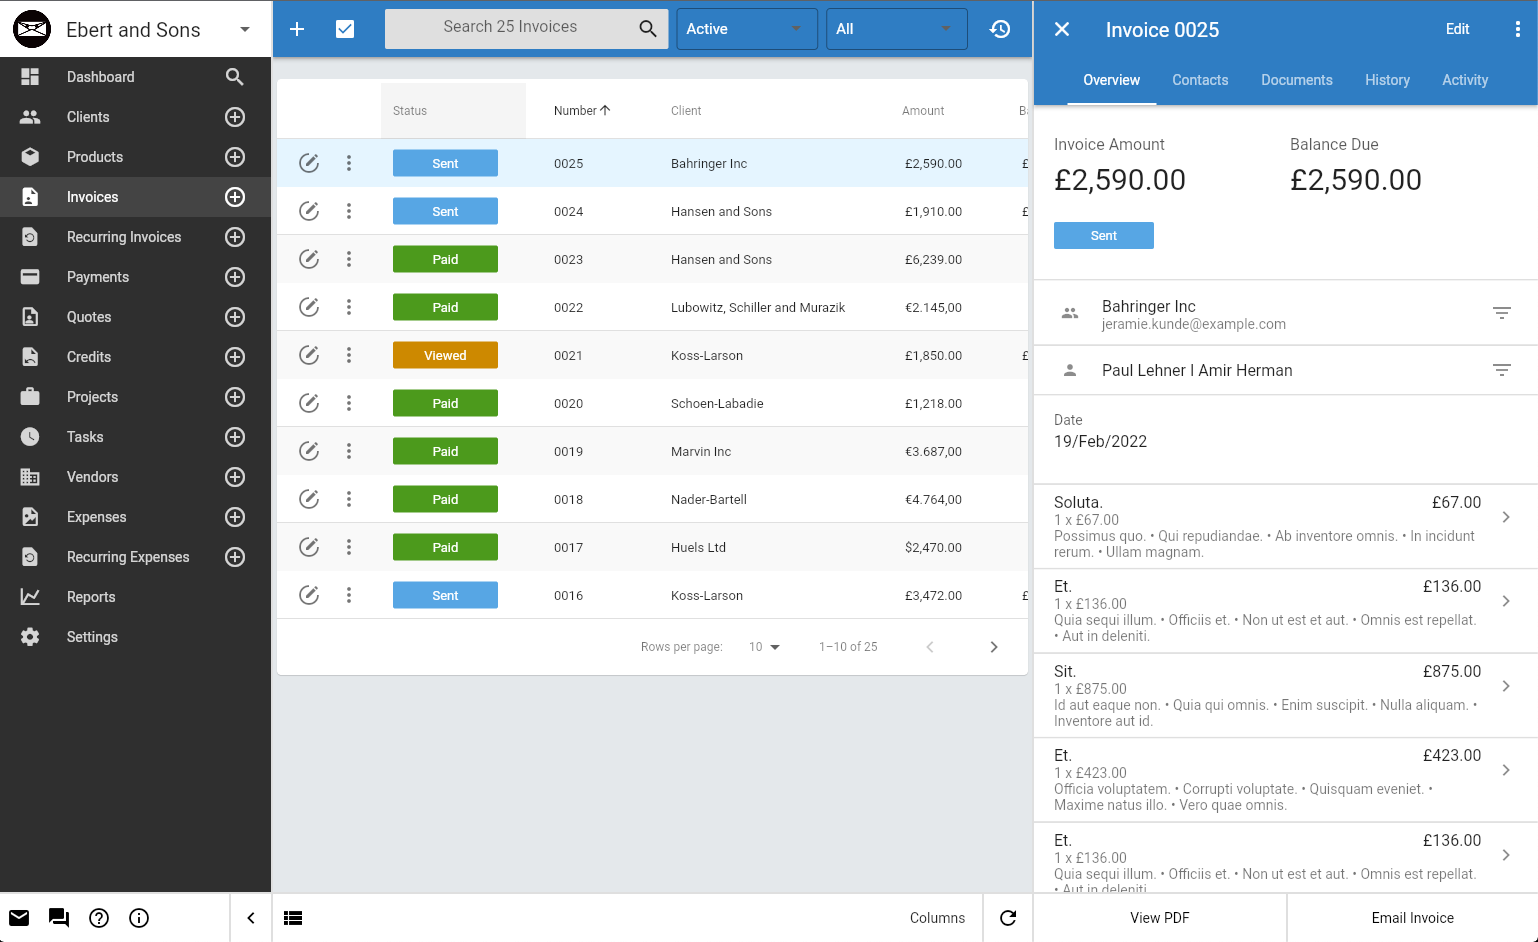 Ebert and Sons
Dashboard
Clients
Products
Invoices
Recurring Invoices
Payments
Quotes
Credits
Projects
Tasks
Vendors
Expenses
Recurring Expenses
Reports
Settings
Search 25 Invoices
Active
All
Status Number Client Amount
Sent 0025 Bahringer Inc £2,590.00 £
Sent 0024 Hansen and Sons £1,910.00 £
Paid 0023 Hansen and Sons £6,239.00
Paid 0022 Lubowitz, Schiller and Murazik €2.145,00
Viewed 0021 Koss-Larson £1,850.00 £
Paid 0020 Schoen-Labadie £1,218.00
Paid 0019 Marvin Inc €3.687,00
Paid 0018 Nader-Bartell €4.764,00
Paid 0017 Huels Ltd $2,470.00
Sent 0016 Koss-Larson £3,472.00 £
Rows per page: 10 1–10 of 25
Columns
Invoice 0025 Edit
Overview Contacts Documents History Activity
Invoice Amount Balance Due
£2,590.00 £2,590.00
Sent
Bahringer Inc
jeramie.kunde@example.com
Paul Lehner | Amir Herman
Date
19/Feb/2022
Soluta. £67.00
1 x £67.00
Possimus quo. • Qui repudiandae. • Ab inventore omnis. • In incidunt
rerum. • Ullam magnam.
Et. £136.00
1 x £136.00
Quia sequi illum. • Officiis et. • Non ut est et aut. • Omnis est repellat.
• Aut in deleniti.
Sit. £875.00
1 x £875.00
Id aut eaque non. • Quia qui omnis. • Enim suscipit. • Nulla aliquam. •
Inventore aut id.
Et. £423.00
1 x £423.00
Officia voluptatem. • Corrupti voluptate. • Quisquam eveniet. •
Maxime natus illo. • Vero quae omnis.
Et. £136.00
1 x £136.00
Quia sequi illum. • Officiis et. • Non ut est et aut. • Omnis est repellat.
• Aut in deleniti.
View PDF Email Invoice